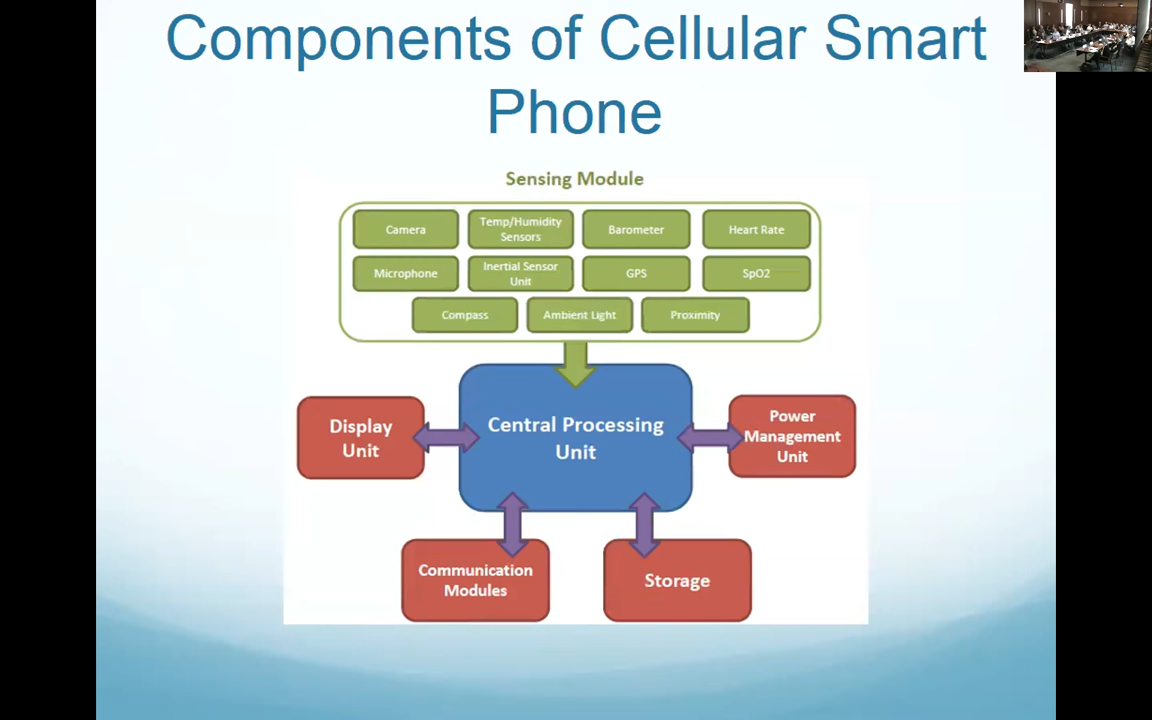 Components of Cellular Smart
Phone
Sensing Module
Camera
Temp/Humidity
Sensors
Barometer
Heart Rate
Microphone
Inertial Sensor
Unit
GPS
SpO2
Compass
Ambient Light
Proximity
Central Processing
Unit
Display
Unit
Power
Management
Unit
Communication
Modules
Storage